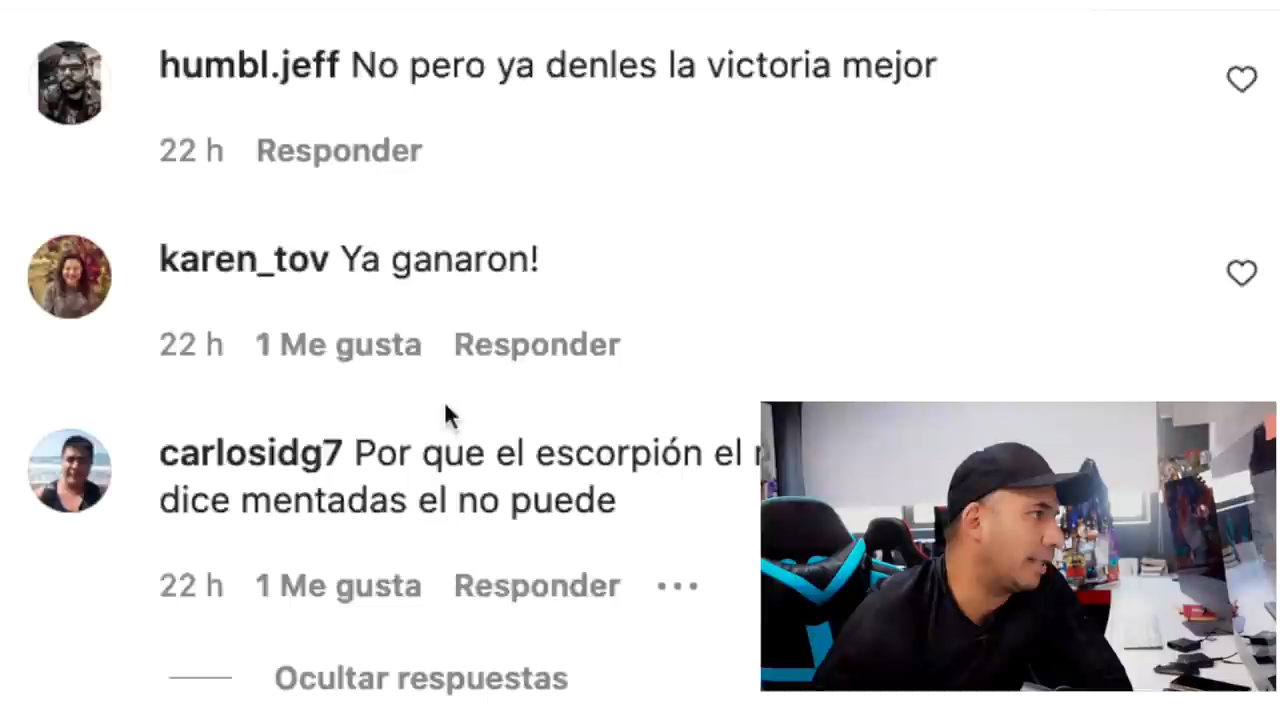 humbl.jeff No pero ya denles la victoria mejor
22 h Responder
karen_tov Ya ganaron!
22 h 1 Me gusta Responder
carlosidg7 Por que el escorpión el
dice mentadas el no puede
22 h 1 Me gusta Responder ...
Ocultar respuestas